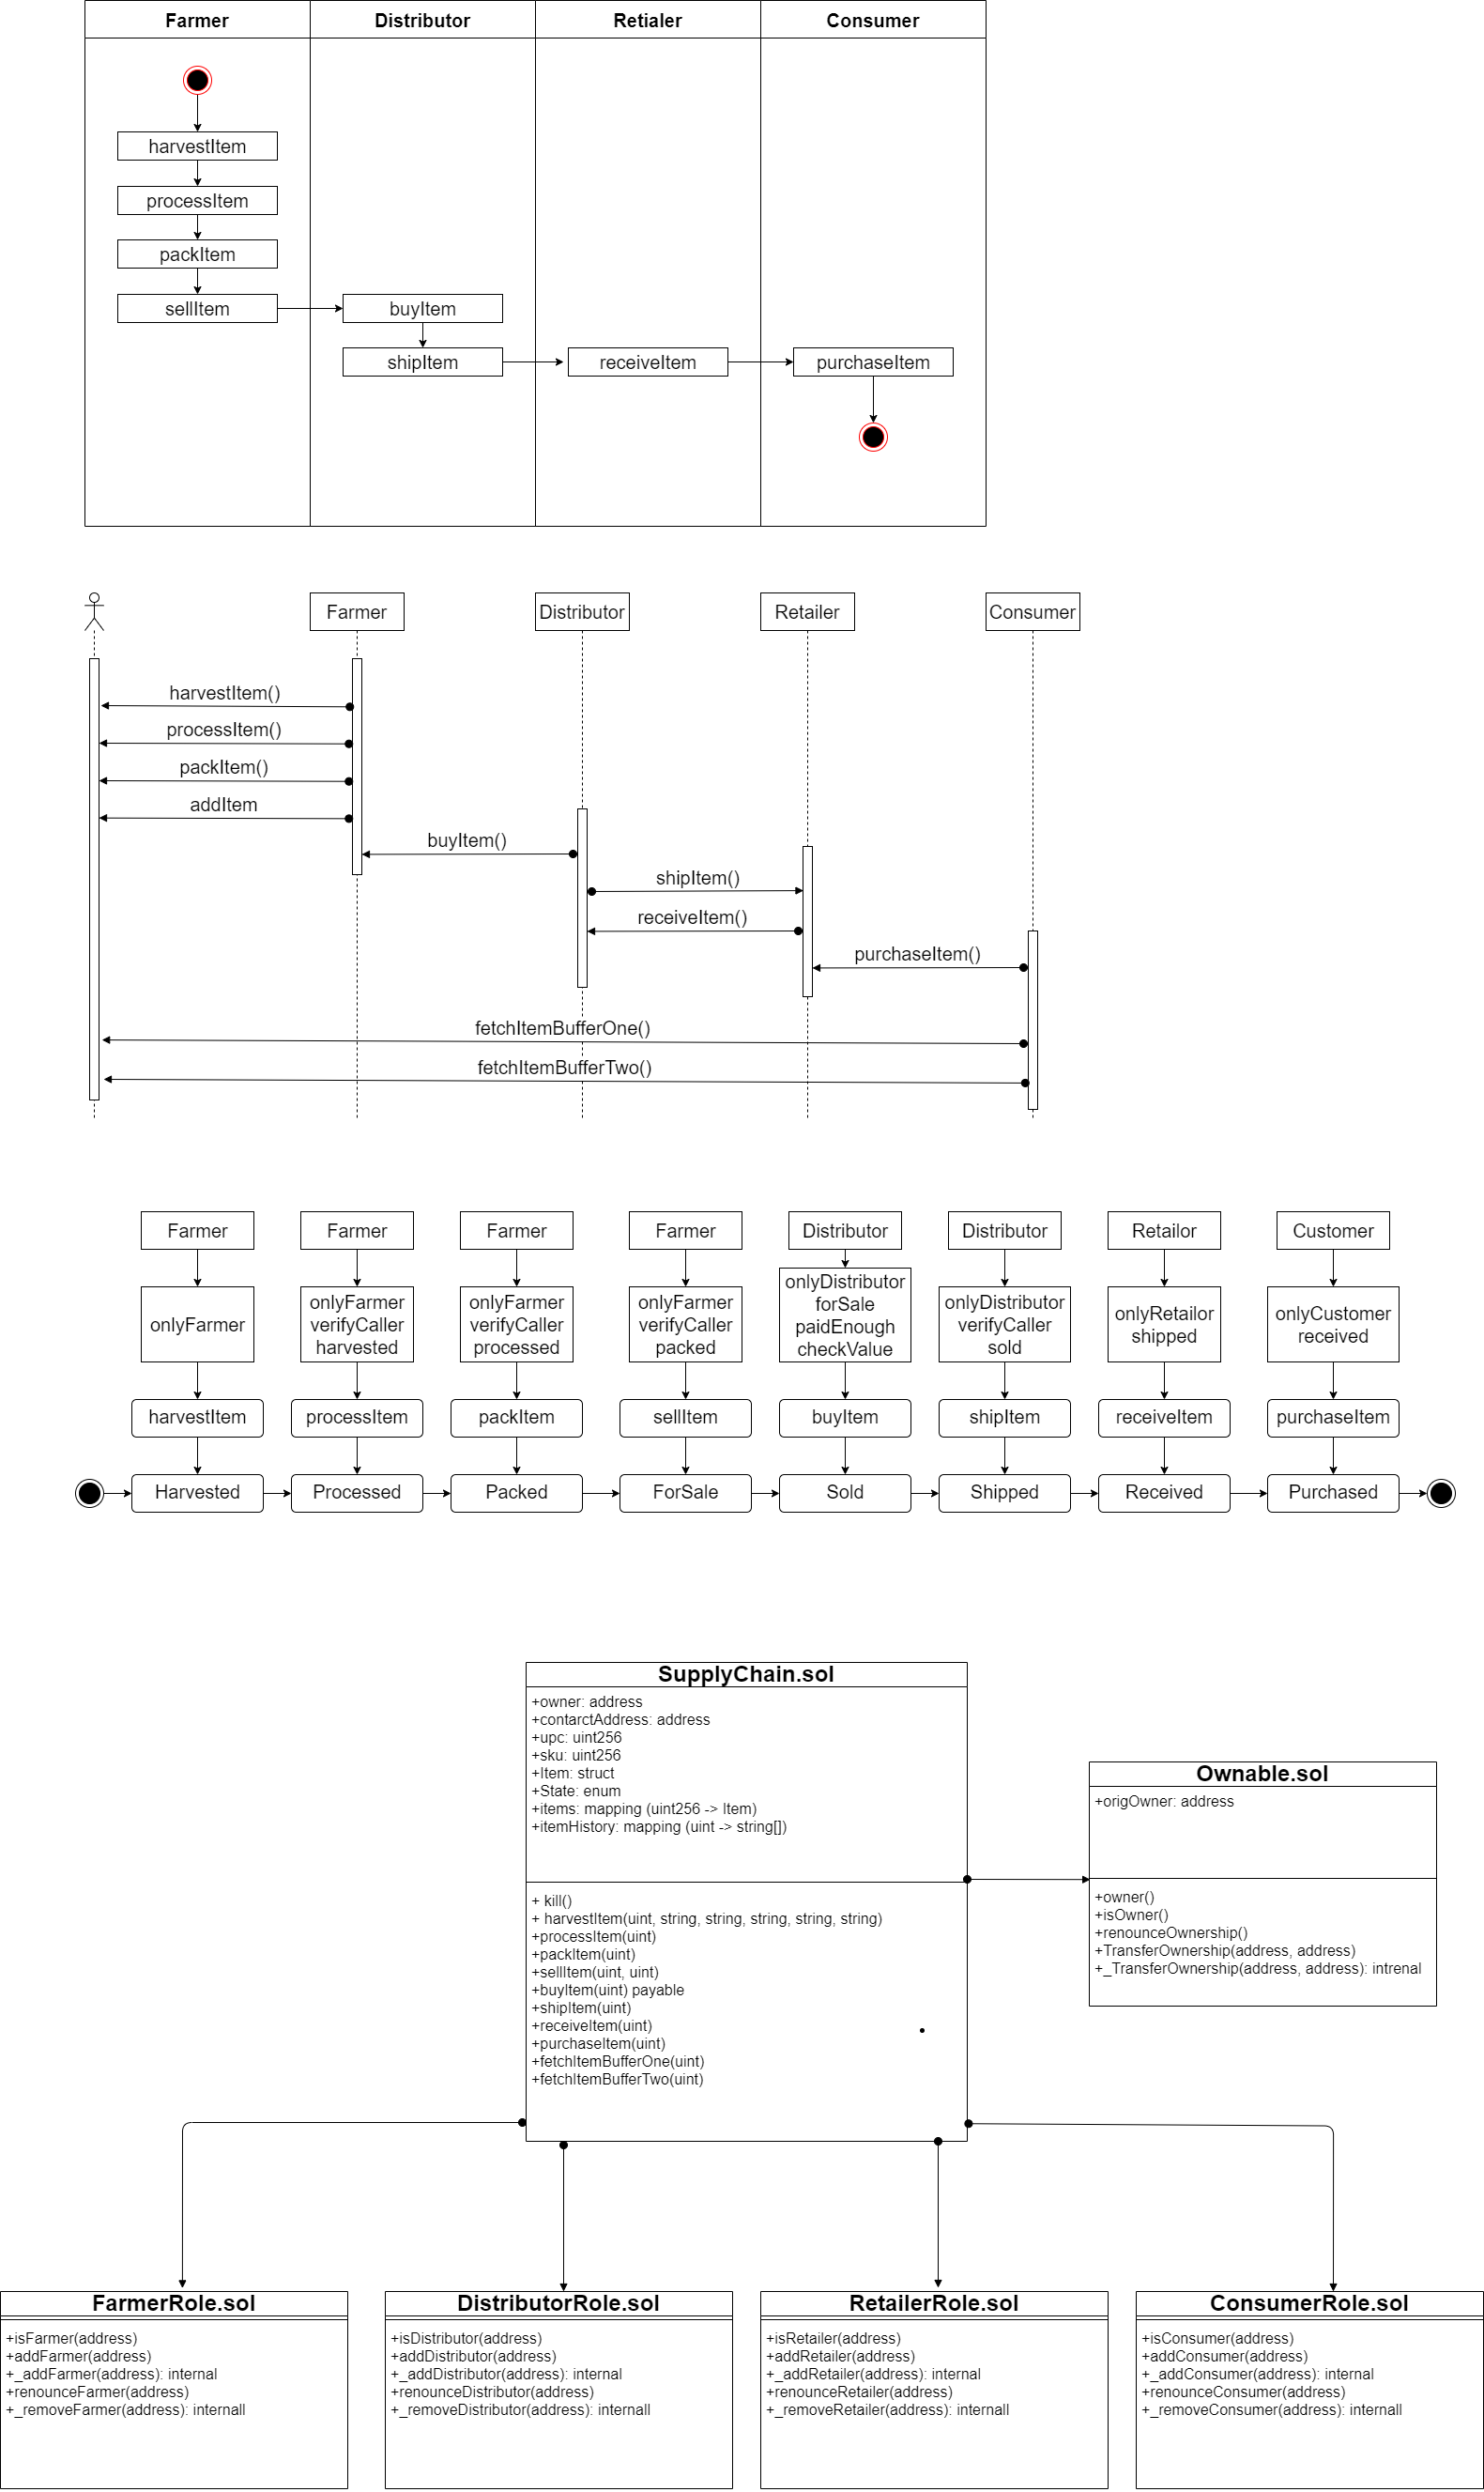 Farmer
Distributor
Retialer
Consumer
harvestItem
processItem
packItem
sellItem
buyItem
shipItem
receiveItem
purchaseItem
Farmer
Distributor
Retailer
Consumer
harvestItem()
processItem()
packItem()
addItem
buyItem()
shipItem()
receiveItem()
purchaseItem()
fetchItemBufferOne()
fetchItemBufferTwo()
Farmer
Farmer
Farmer
Farmer
Distributor
Distributor
Retailor
Customer
onlyFarmer
onlyFarmer
verifyCaller
harvested
onlyFarmer
verifyCaller
processed
onlyFarmer
verifyCaller
packed
onlyDistributor
forSale
paidEnough
checkValue
onlyDistributor
verifyCaller
sold
onlyRetailor
shipped
onlyCustomer
received
harvestItem
processItem
packItem
sellItem
buyItem
shipItem
receiveItem
purchaseItem
Harvested
Processed
Packed
ForSale
Sold
Shipped
Received
Purchased
SupplyChain.sol
+owner: address
+contarctAddress: address
+upc: uint256
+sku: uint256
+Item: struct
+State: enum
+items: mapping (uint256 -> Item)
+itemHistory: mapping (uint -> string[])
+ kill()
+ harvestItem(uint, string, string, string, string, string)
+processItem(uint)
+packItem(uint)
+sellItem(uint, uint)
+buyItem(uint) payable
+shipItem(uint)
+receiveItem(uint)
+purchaseItem(uint)
+fetchItemBufferOne(uint)
+fetchItemBufferTwo(uint)
Ownable.sol
+origOwner: address
+owner()
+isOwner()
+renounceOwnership()
+TransferOwnership(address, address)
+_TransferOwnership(address, address): intrenal
FarmerRole.sol
+isFarmer(address)
+addFarmer(address)
+_addFarmer(address): internal
+renounceFarmer(address)
+_removeFarmer(address): internall
DistributorRole.sol
+isDistributor(address)
+addDistributor(address)
+_addDistributor(address): internal
+renounceDistributor(address)
+_removeDistributor(address): internall
RetailerRole.sol
+isRetailer(address)
+addRetailer(address)
+_addRetailer(address): internal
+renounceRetailer(address)
+_removeRetailer(address): internall
ConsumerRole.sol
+isConsumer(address)
+addConsumer(address)
+_addConsumer(address): internal
+renounceConsumer(address)
+_removeConsumer(address): internall